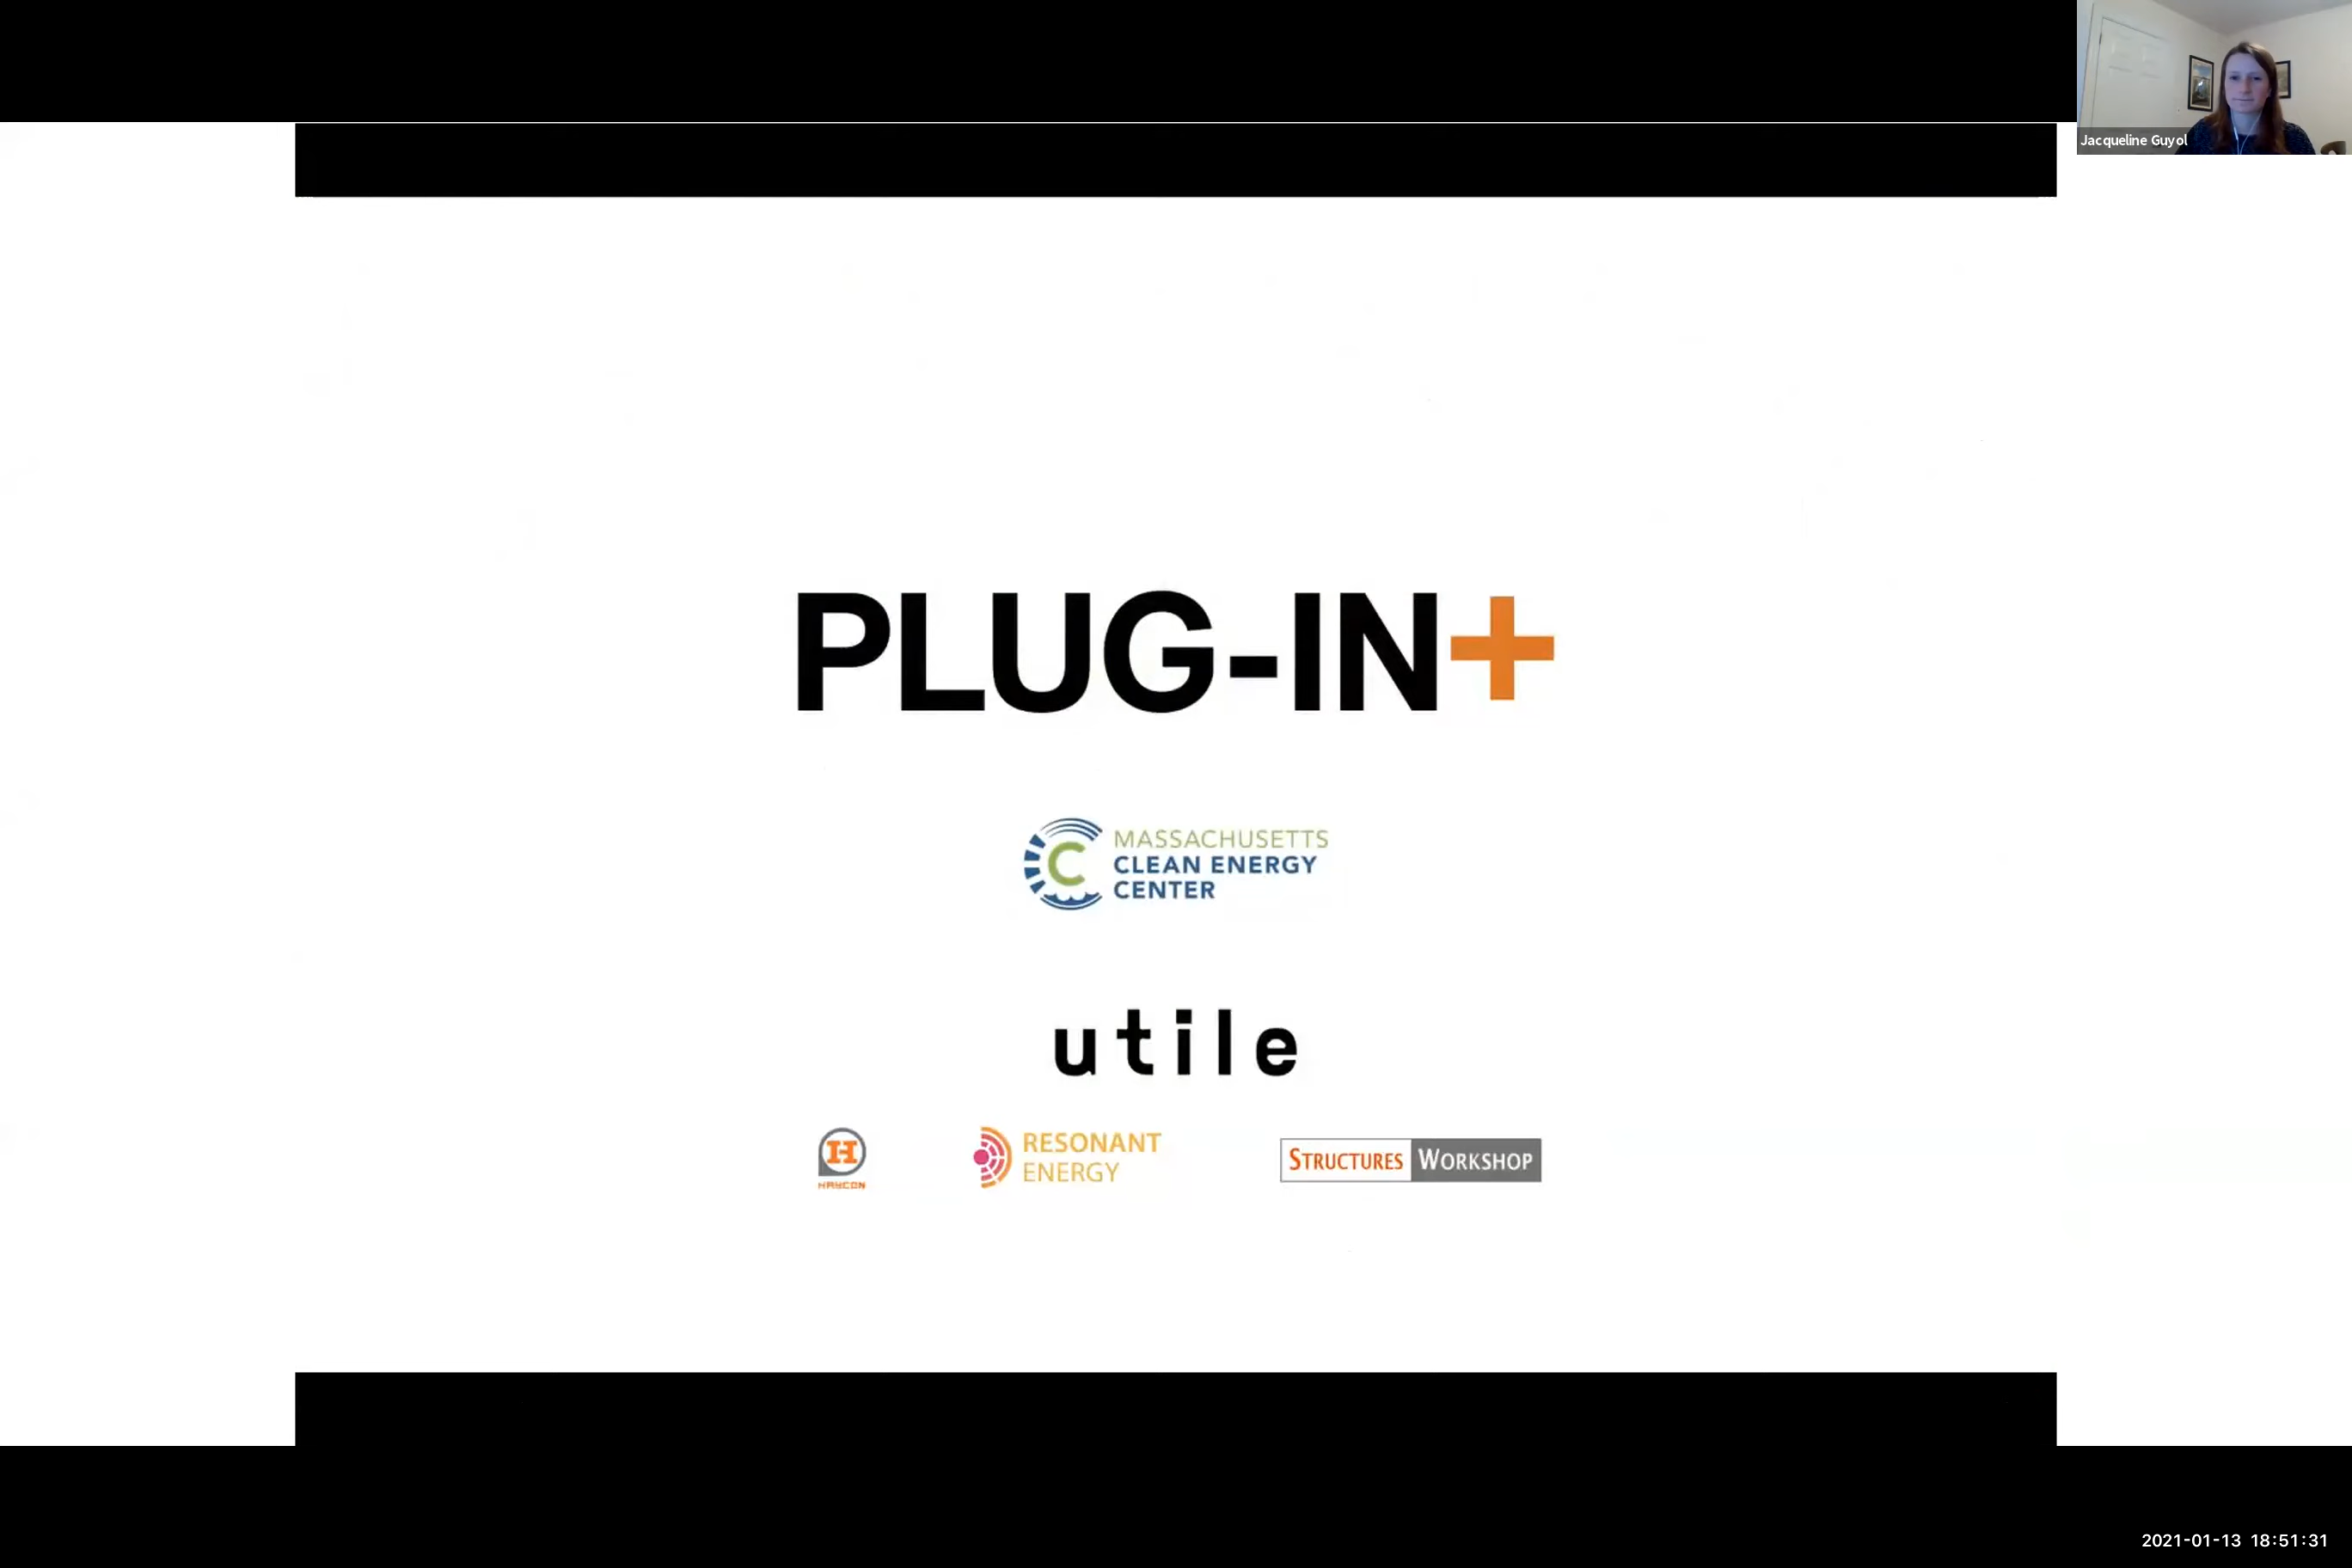 Jacqueline Guyol
PLUG-IN+
C MASSACHUSETTS
CLEAN ENERGY
CENTER
utile
H
HAYCON
RESONANT
ENERGY
STRUCTURES WORKSHOP
2021-01-13 18:51:31